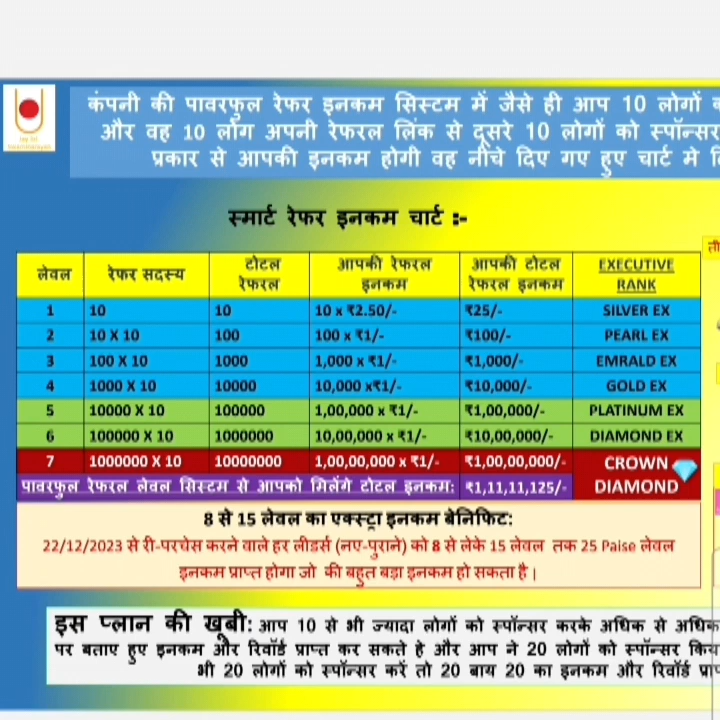 कंपनी की पावरफुल रेफर इनकम सिस्टम में जैसे ही आप 10 लोगों
और वह 10 लोग अपनी रेफरल लिंक से दूसरे 10 लोगों को स्पॉन्सर
प्रकार से आपकी इनकम होगी वह नीचे दिए गए हुए चार्ट मे
स्मार्ट रेफर इनकम चार्ट :-
लेवल रेफर सदस्य टोटल रेफरल आपकी रेफरल इनकम आपकी टोटल रेफरल इनकम EXECUTIVE RANK
1 10 10 10 x ₹2.50/- ₹25/- SILVER EX
2 10 X 10 100 100 x ₹1/- ₹100/- PEARL EX
3 100 X 10 1000 1,000 x ₹1/- ₹1,000/- EMRALD EX
4 1000 X 10 10000 10,000 x₹1/- ₹10,000/- GOLD EX
5 10000 X 10 100000 1,00,000 x ₹1/- ₹1,00,000/- PLATINUM EX
6 100000 X 10 1000000 10,00,000 x ₹1/- ₹10,00,000/- DIAMOND EX
7 1000000 X 10 10000000 1,00,00,000 x ₹1/- ₹1,00,00,000/- CROWN DIAMOND
पावरफुल रेफरल लेवल सिस्टम से आपको मिलेंगे टोटल इनकम: ₹1,11,11,125/-
8 से 15 लेवल का एक्स्ट्रा इनकम बेनिफिट:
22/12/2023 से री-परचेस करने वाले हर लीडर्स (नए-पुराने) को 8 से लेके 15 लेवल तक 25 Paise लेवल
इनकम प्राप्त होगा जो की बहुत बड़ा इनकम हो सकता है |
इस प्लान की खूबी: आप 10 से भी ज्यादा लोगों को स्पॉन्सर करके अधिक से अधिक
पर बताए हुए इनकम और रिवॉर्ड प्राप्त कर सकते है और आप ने 20 लोगों को स्पॉन्सर
भी 20 लोगों को स्पॉन्सर करें तो 20 बाय 20 का इनकम और रिवॉर्ड